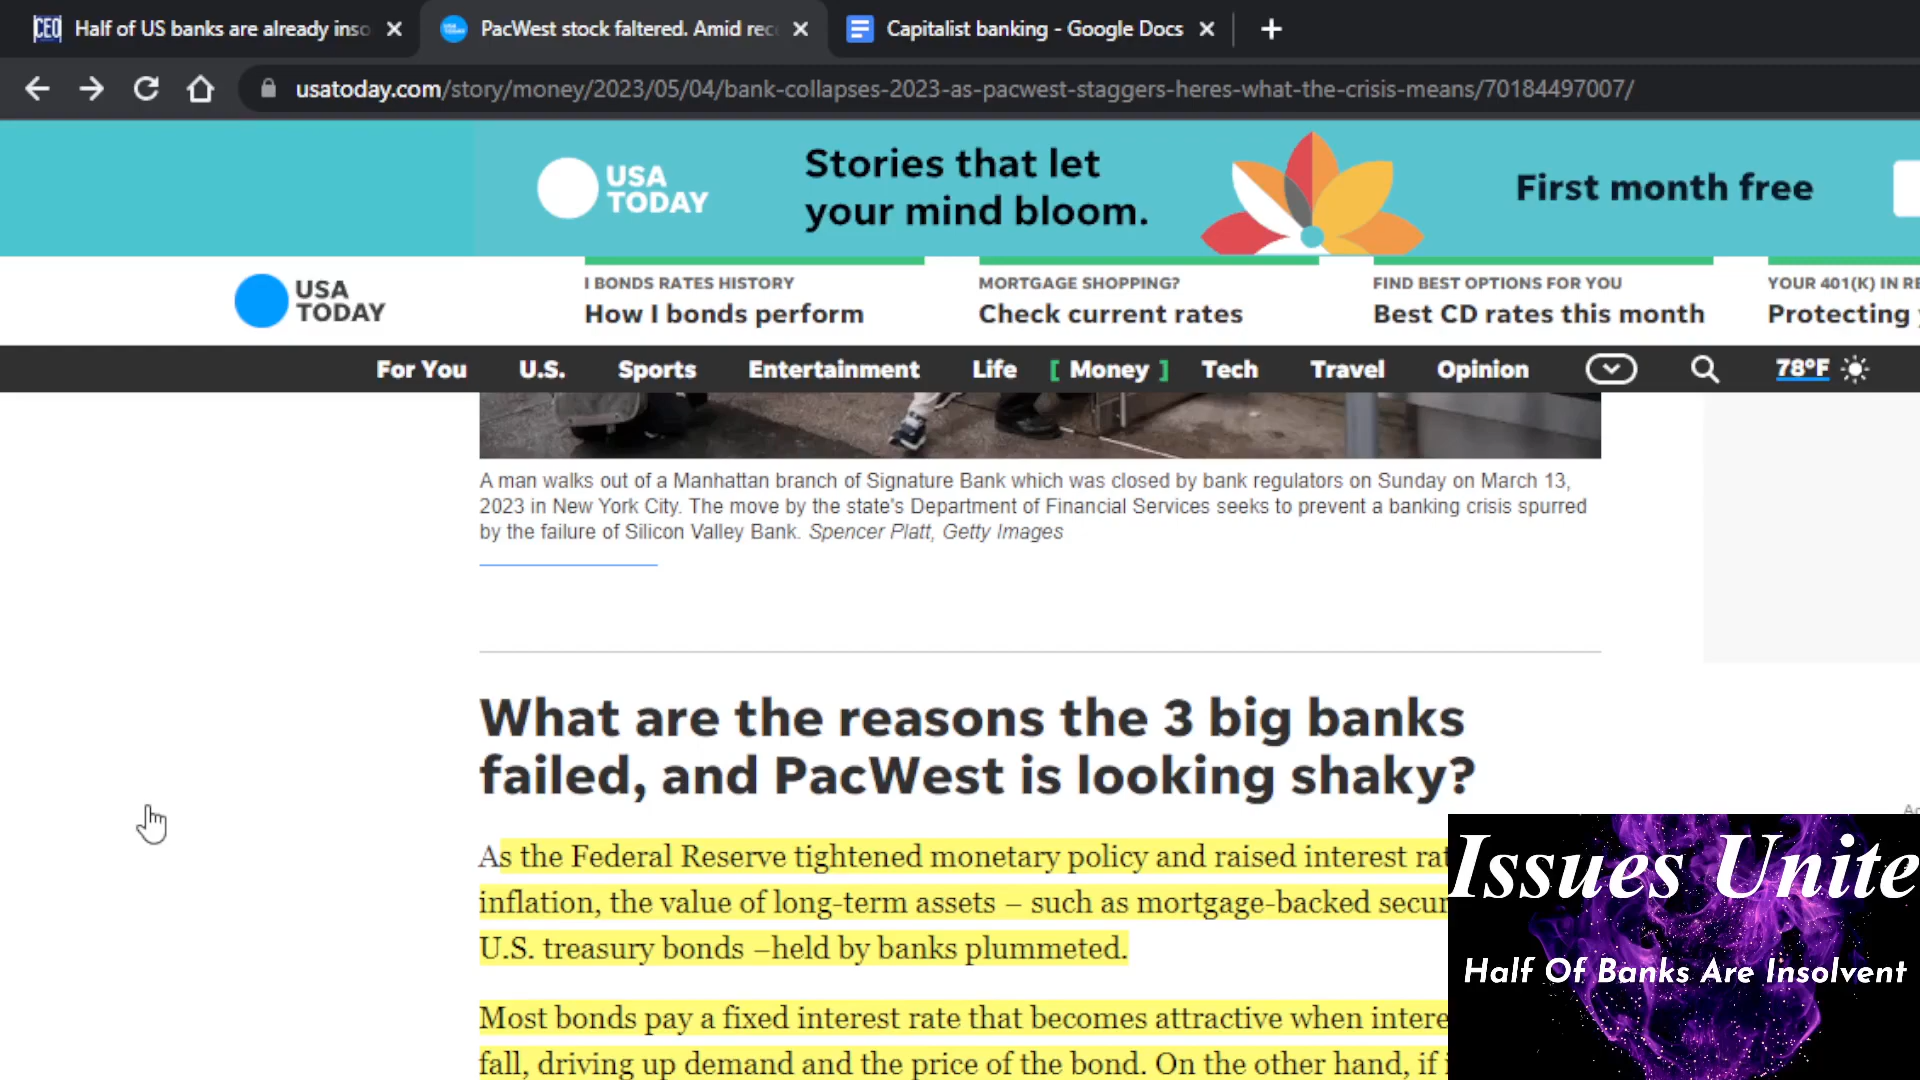 CEO Half of US banks are already inso
PacWest stock faltered. Amid rec
Capitalist banking - Google Docs
usatoday.com/story/money/2023/05/04/bank-collapses-2023-as-pacwest-staggers-heres-what-the-crisis-means/70184497007/
USA
TODAY
Stories that let
your mind bloom.
First month free
USA
TODAY
I BONDS RATES HISTORY
How I bonds perform
MORTGAGE SHOPPING?
Check current rates
FIND BEST OPTIONS FOR YOU
Best CD rates this month
YOUR 401(K) IN RE
Protecting
For You U.S. Sports Entertainment Life [ Money ] Tech Travel Opinion 78°F
A man walks out of a Manhattan branch of Signature Bank which was closed by bank regulators on Sunday on March 13,
2023 in New York City. The move by the state's Department of Financial Services seeks to prevent a banking crisis spurred
by the failure of Silicon Valley Bank. Spencer Platt, Getty Images
What are the reasons the 3 big banks
failed, and PacWest is looking shaky?
As the Federal Reserve tightened monetary policy and raised interest rat
inflation, the value of long-term assets – such as mortgage-backed secur
U.S. treasury bonds –held by banks plummeted.
Most bonds pay a fixed interest rate that becomes attractive when intere
fall, driving up demand and the price of the bond. On the other hand, if
Issues Unite
Half Of Banks Are Insolvent